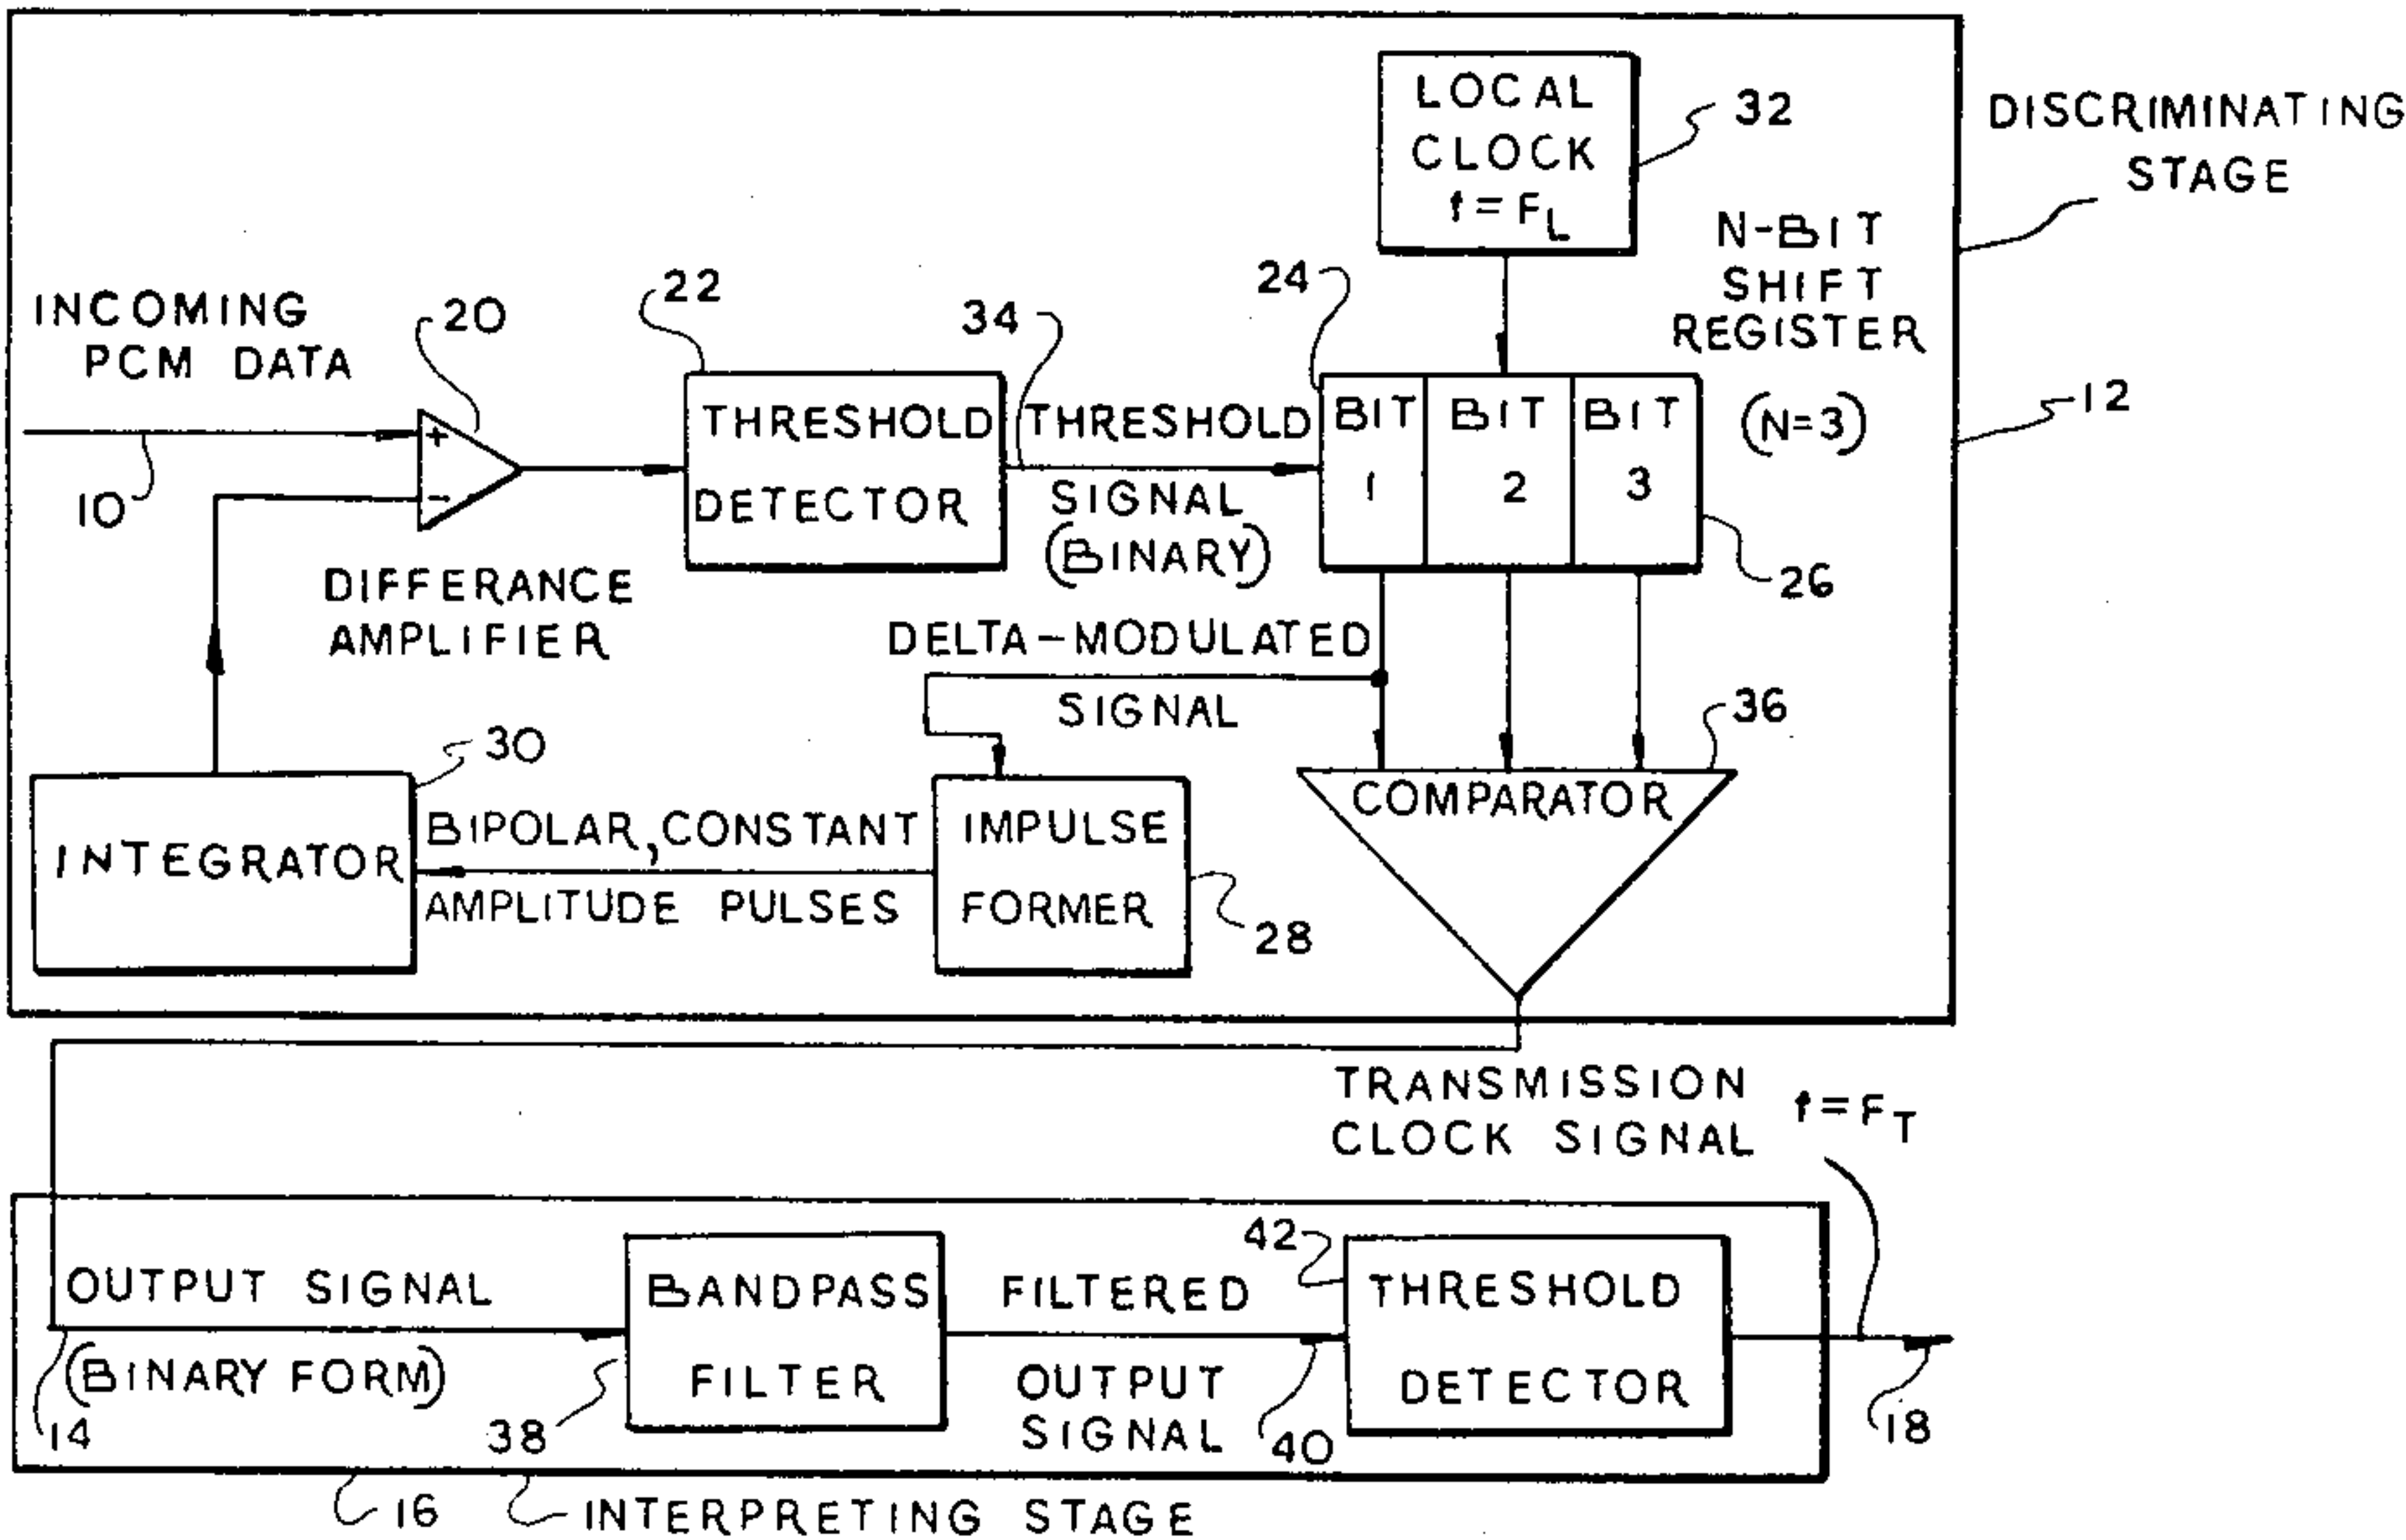 LOCAL
CLOCK
f=FL
32
DISCRIMINATING
STAGE
N-BIT
SHIFT
REGISTER
(N=3)
12
INCOMING
PCM DATA
10
20
+
−
DIFFERANCE
AMPLIFIER
22
THRESHOLD
DETECTOR
34
THRESHOLD
SIGNAL
(BINARY)
24
BIT
1
BIT
2
BIT
3
26
DELTA-MODULATED
SIGNAL
36
COMPARATOR
30
INTEGRATOR
BIPOLAR, CONSTANT
AMPLITUDE PULSES
IMPULSE
FORMER
28
TRANSMISSION
CLOCK SIGNAL
f=FT
OUTPUT SIGNAL
(BINARY FORM)
14
38
BANDPASS
FILTER
FILTERED
OUTPUT
SIGNAL
40
42
THRESHOLD
DETECTOR
18
16
INTERPRETING STAGE